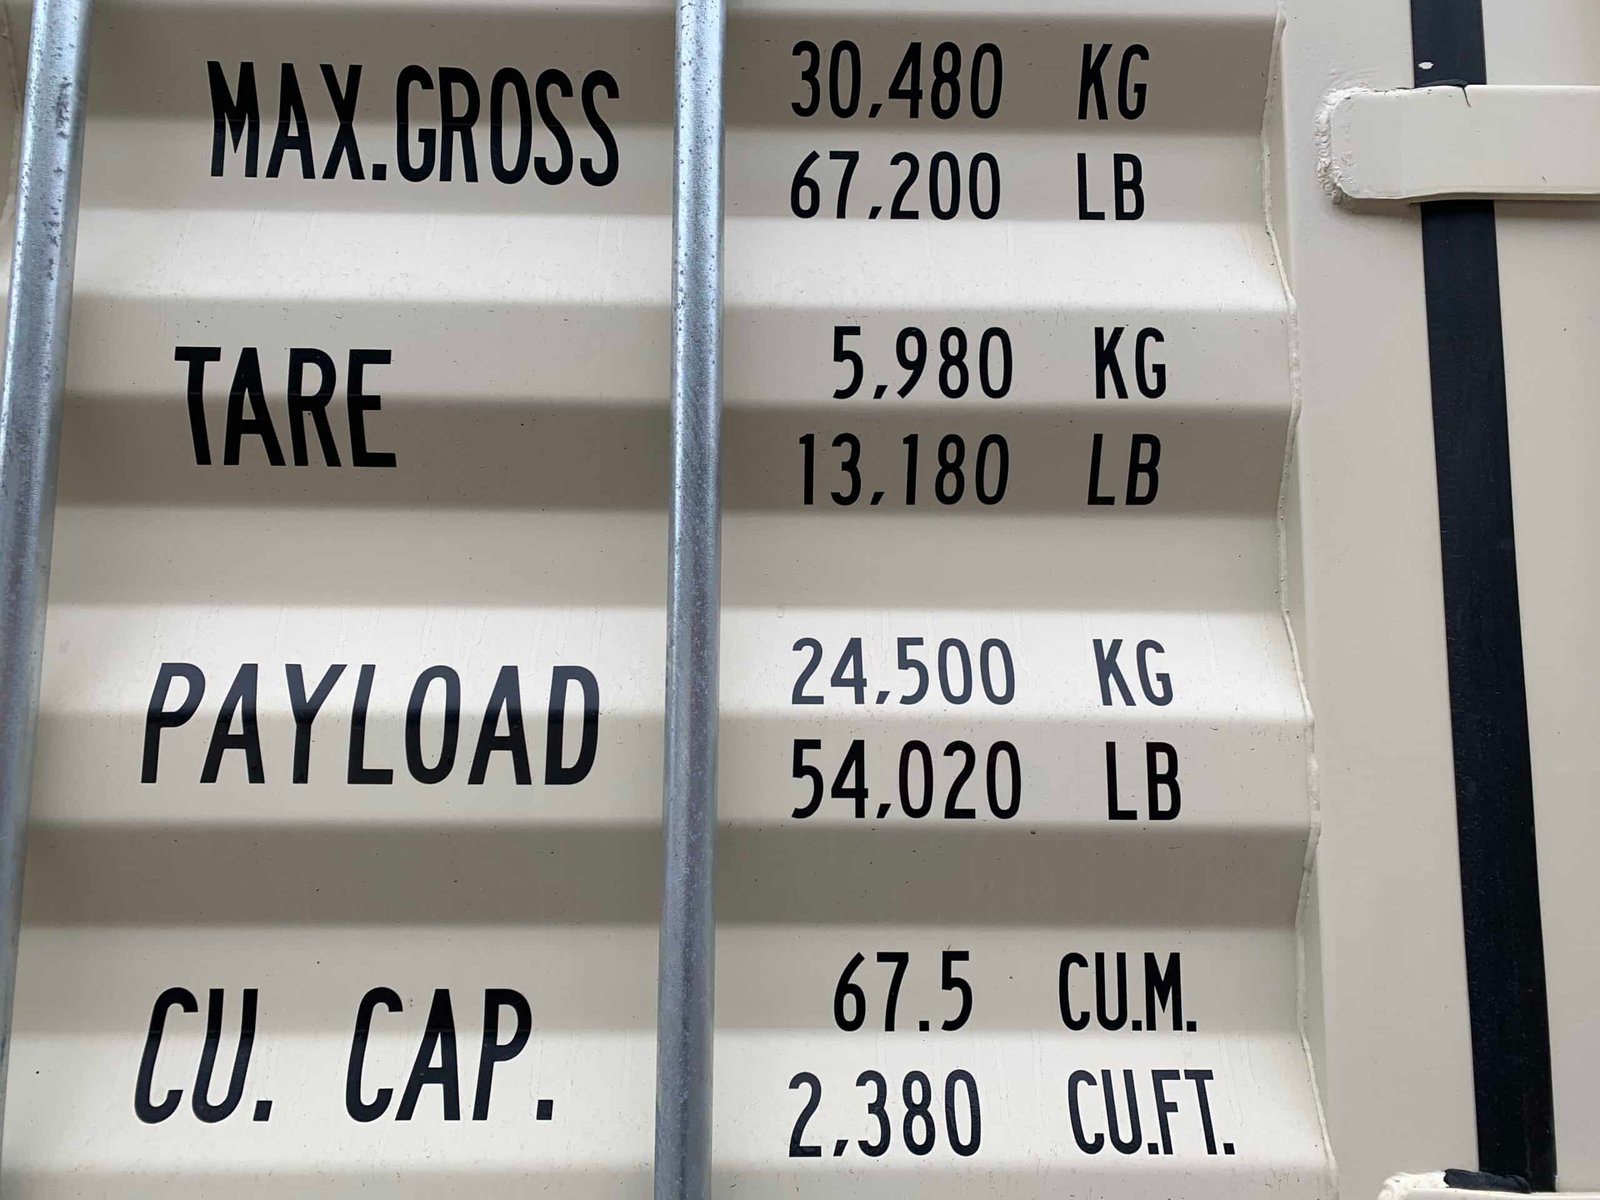 MAX.GROSS 30,480 KG
67,200 LB
TARE 5,980 KG
13,180 LB
PAYLOAD 24,500 KG
54,020 LB
CU. CAP. 67.5 CU.M.
2,380 CU.FT.